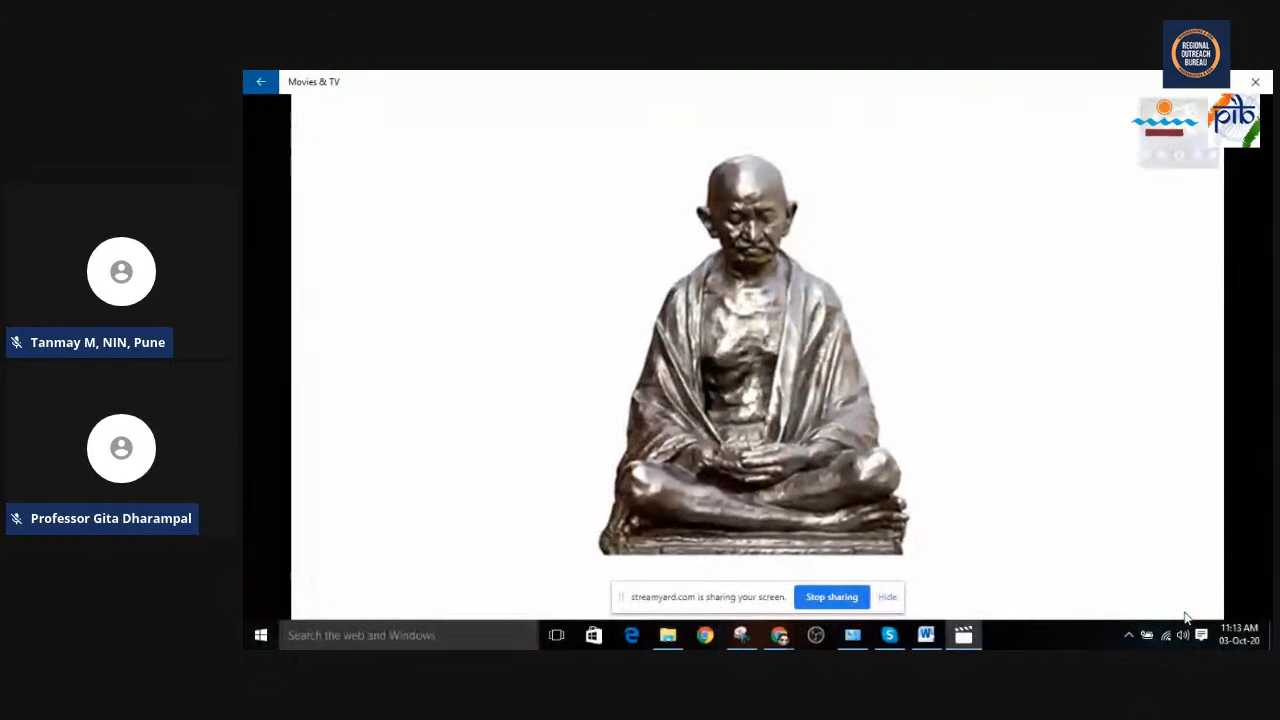 REGIONAL
OUTREACH
BUREAU
Movies & TV
nin
pib
Tanmay M, NIN, Pune
Professor Gita Dharampal
streamyard.com is sharing your screen.
Stop sharing
Hide
Search the web and Windows
11:13 AM
03-Oct-20